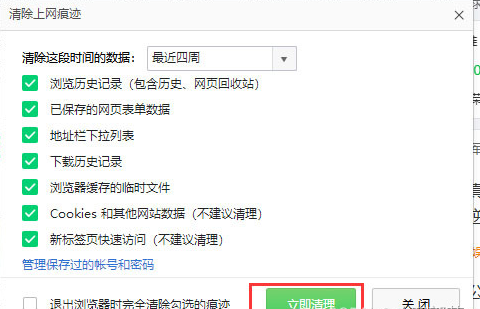 清除上网痕迹
清除这段时间的数据： 最近四周
浏览历史记录（包含历史、网页回收站）
已保存的网页表单数据
地址栏下拉列表
下载历史记录
浏览器缓存的临时文件
Cookies 和其他网站数据（不建议清理）
新标签页快速访问（不建议清理）
管理保存过的帐号和密码
退出浏览器时完全清除勾选的痕迹 立即清理 关 闭